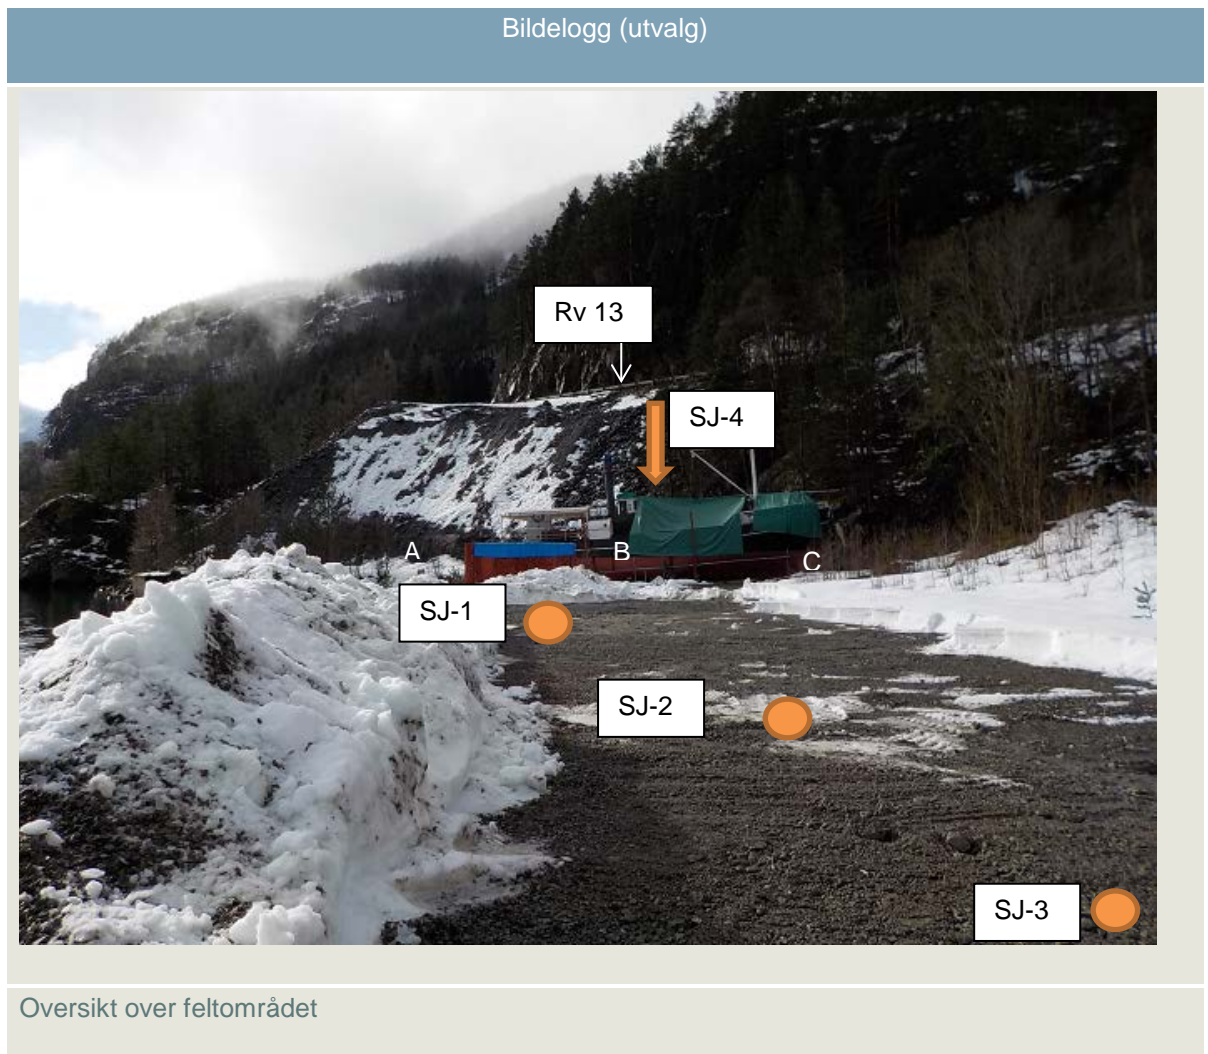 Bildelogg (utvalg)
Rv 13
SJ-4
A
B
C
SJ-1
SJ-2
SJ-3
Oversikt over feltområdet